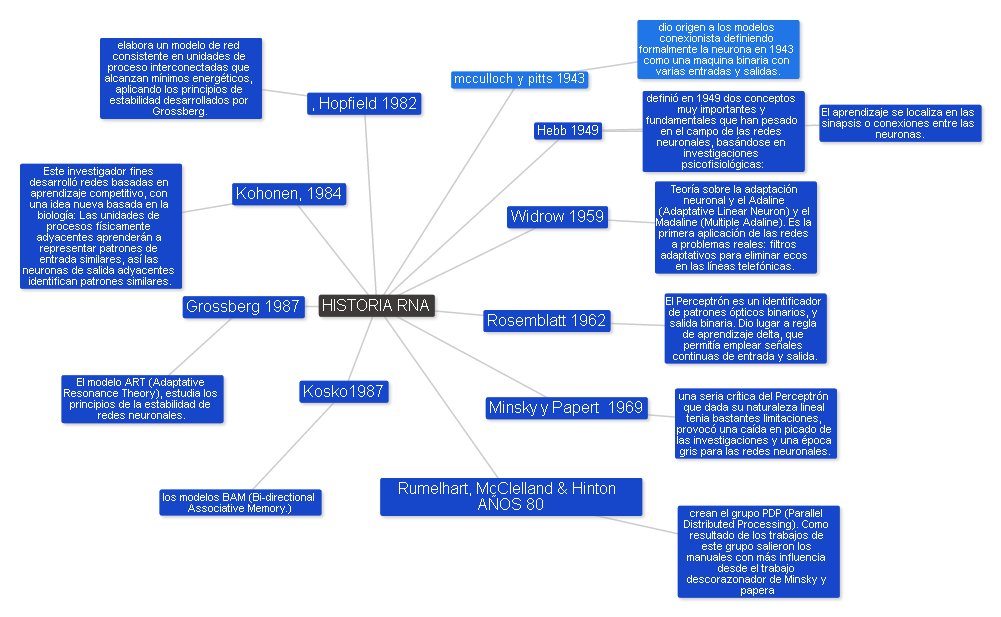 HISTORIA RNA
mcculloch y pitts 1943
dio origen a los modelos
conexionista definiendo
formalmente la neurona en 1943
como una maquina binaria con
varias entradas y salidas.
Hebb 1949
definió en 1949 dos conceptos
muy importantes y
fundamentales que han pesado
en el campo de las redes
neuronales, basándose en
investigaciones
psicofisiológicas:
El aprendizaje se localiza en las
sinapsis o conexiones entre las
neuronas.
Widrow 1959
Teoría sobre la adaptación
neuronal y el Adaline
(Adaptative Linear Neuron) y el
Madaline (Multiple Adaline). Es la
primera aplicación de las redes
a problemas reales: filtros
adaptativos para eliminar ecos
en las líneas telefónicas.
Rosemblatt 1962
El Perceptrón es un identificador
de patrones ópticos binarios, y
salida binaria. Dio lugar a regla
de aprendizaje delta, que
permitía emplear señales
continuas de entrada y salida.
Minsky y Papert 1969
una seria crítica del Perceptrón
que dada su naturaleza lineal
tenia bastantes limitaciones,
provocó una caída en picado de
las investigaciones y una época
gris para las redes neuronales.
Rumelhart, McClelland & Hinton
AÑOS 80
crean el grupo PDP (Parallel
Distributed Processing). Como
resultado de los trabajos de
este grupo salieron los
manuales con más influencia
desde el trabajo
descorazonador de Minsky y
papera
Kosko1987
los modelos BAM (Bi-directional
Associative Memory.)
Grossberg 1987
El modelo ART (Adaptative
Resonance Theory), estudia los
principios de la estabilidad de
redes neuronales.
Kohonen, 1984
Este investigador fines
desarrolló redes basadas en
aprendizaje competitivo, con
una idea nueva basada en la
biología: Las unidades de
procesos físicamente
adyacentes aprenderán a
representar patrones de
entrada similares, así las
neuronas de salida adyacentes
identifican patrones similares.
, Hopfield 1982
elabora un modelo de red
consistente en unidades de
proceso interconectadas que
alcanzan mínimos energéticos,
aplicando los principios de
estabilidad desarrollados por
Grossberg.